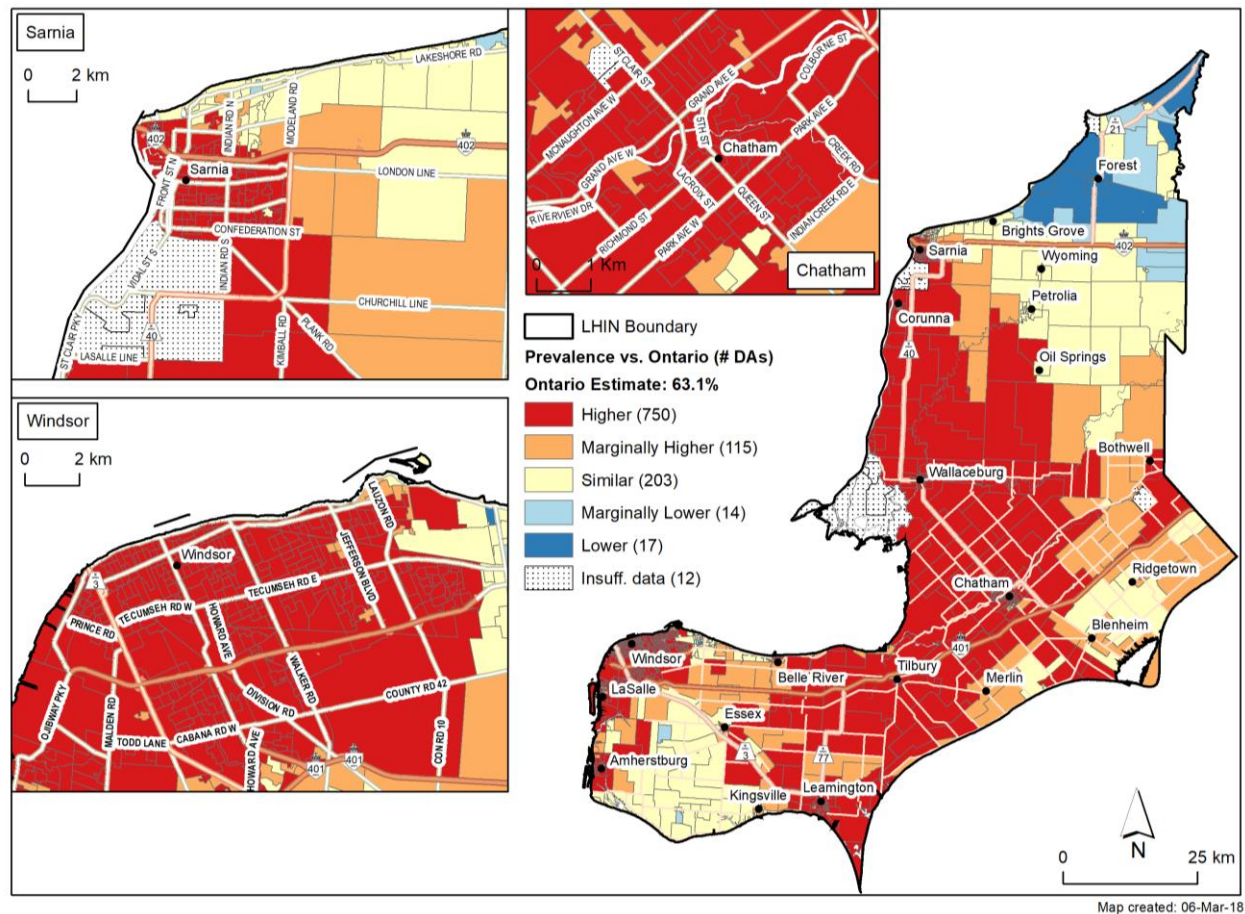 Sarnia
0 2 km
LAKESHORE RD
INDIAN RD N
MODELAND RD
402
402
Sarnia
FRONT ST N
LONDON LINE
CONFEDERATION ST
VIDAL ST S
INDIAN RD S
CHURCHILL LINE
ST CLAIR PKY
40
LASALLE LINE
KIMBALL RD
PLANK RD
ST CLAIR ST
COLBORNE ST
GRAND AVE E
MCNAUGHTON AVE W
5TH ST
PARK AVE E
Chatham
CREEK RD
GRAND AVE W
LACROIX ST
QUEEN ST
RIVERVIEW DR
RICHMOND ST
PARK AVE W
INDIAN CREEK RD E
0 1 Km
Chatham
LHIN Boundary
Prevalence vs. Ontario (# DAs)
Ontario Estimate: 63.1%
Higher (750)
Marginally Higher (115)
Similar (203)
Marginally Lower (14)
Lower (17)
Insuff. data (12)
Windsor
0 2 km
LAUZON RD
JEFFERSON BLVD
Windsor
3
TECUMSEH RD E
TECUMSEH RD W
PRINCE RD
HOWARD AVE
WALKER RD
OJIBWAY PKY
MALDEN RD
DIVISION RD
COUNTY RD 42
TODD LANE
CABANA RD W
HOWARD AVE
401
401
CON RD 10
21
Forest
Brights Grove
402
Sarnia
Wyoming
Petrolia
Corunna
40
Oil Springs
Bothwell
Wallaceburg
Chatham
Ridgetown
Blenheim
401
Windsor
Belle River
Tilbury
Merlin
LaSalle
Essex
3
77
Amherstburg
Leamington
Kingsville
N
0 25 km
Map created: 06-Mar-18